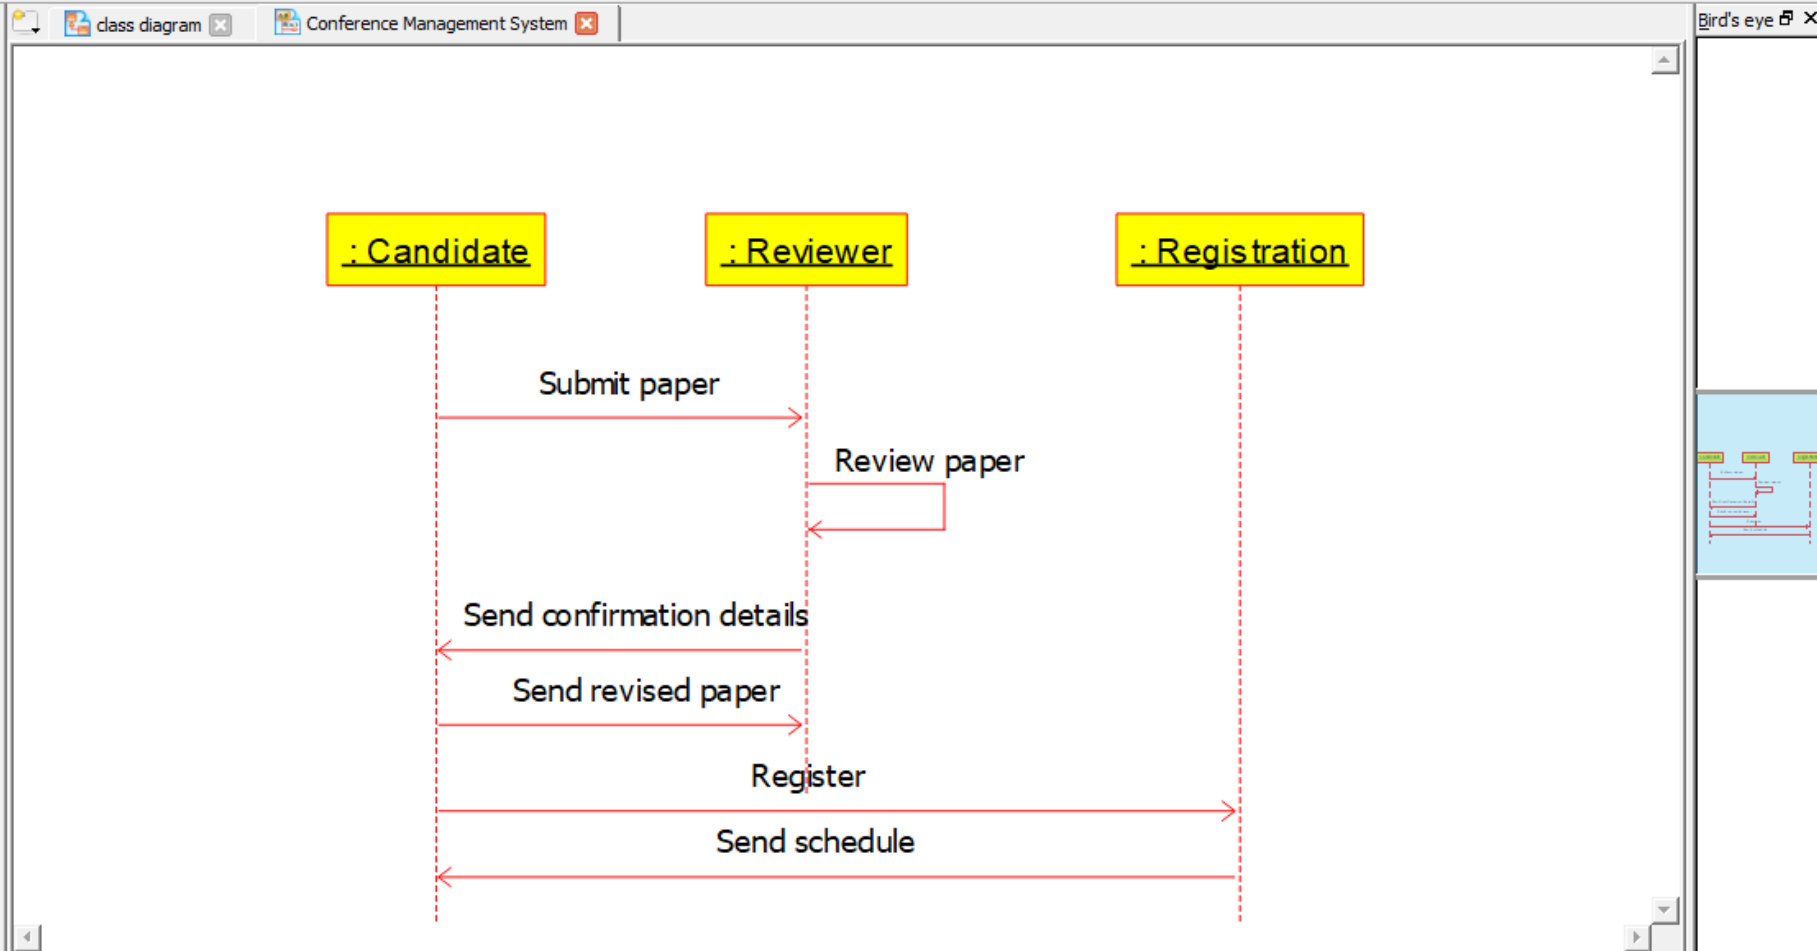 class diagram
Conference Management System
Bird's eye
: Candidate
: Reviewer
: Registration
Submit paper
Review paper
Send confirmation details
Send revised paper
Register
Send schedule